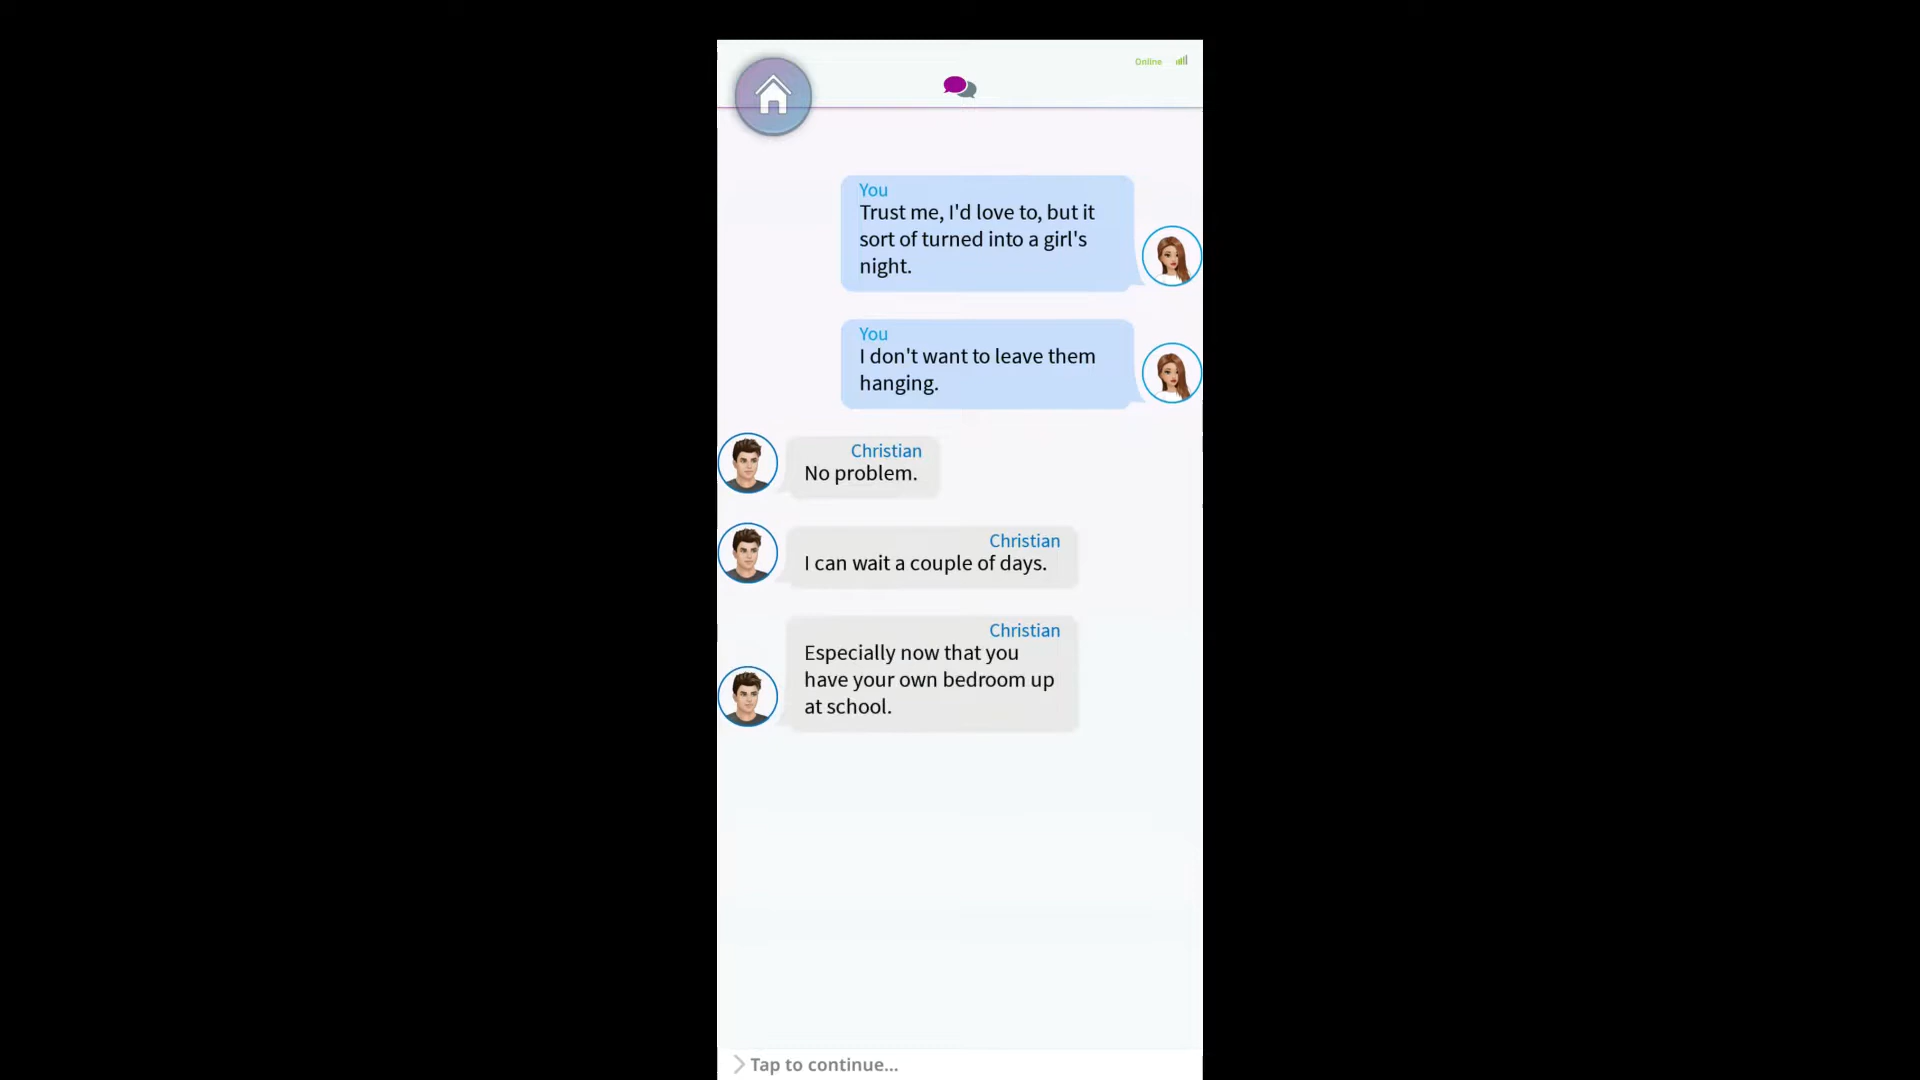 Online
You
Trust me, I'd love to, but it
sort of turned into a girl's
night.
You
I don't want to leave them
hanging.
Christian
No problem.
Christian
I can wait a couple of days.
Christian
Especially now that you
have your own bedroom up
at school.
Tap to continue...